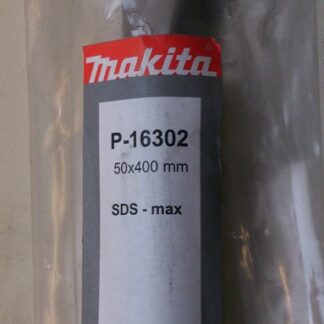 makita
P-16302
50x400 mm
SDS - max